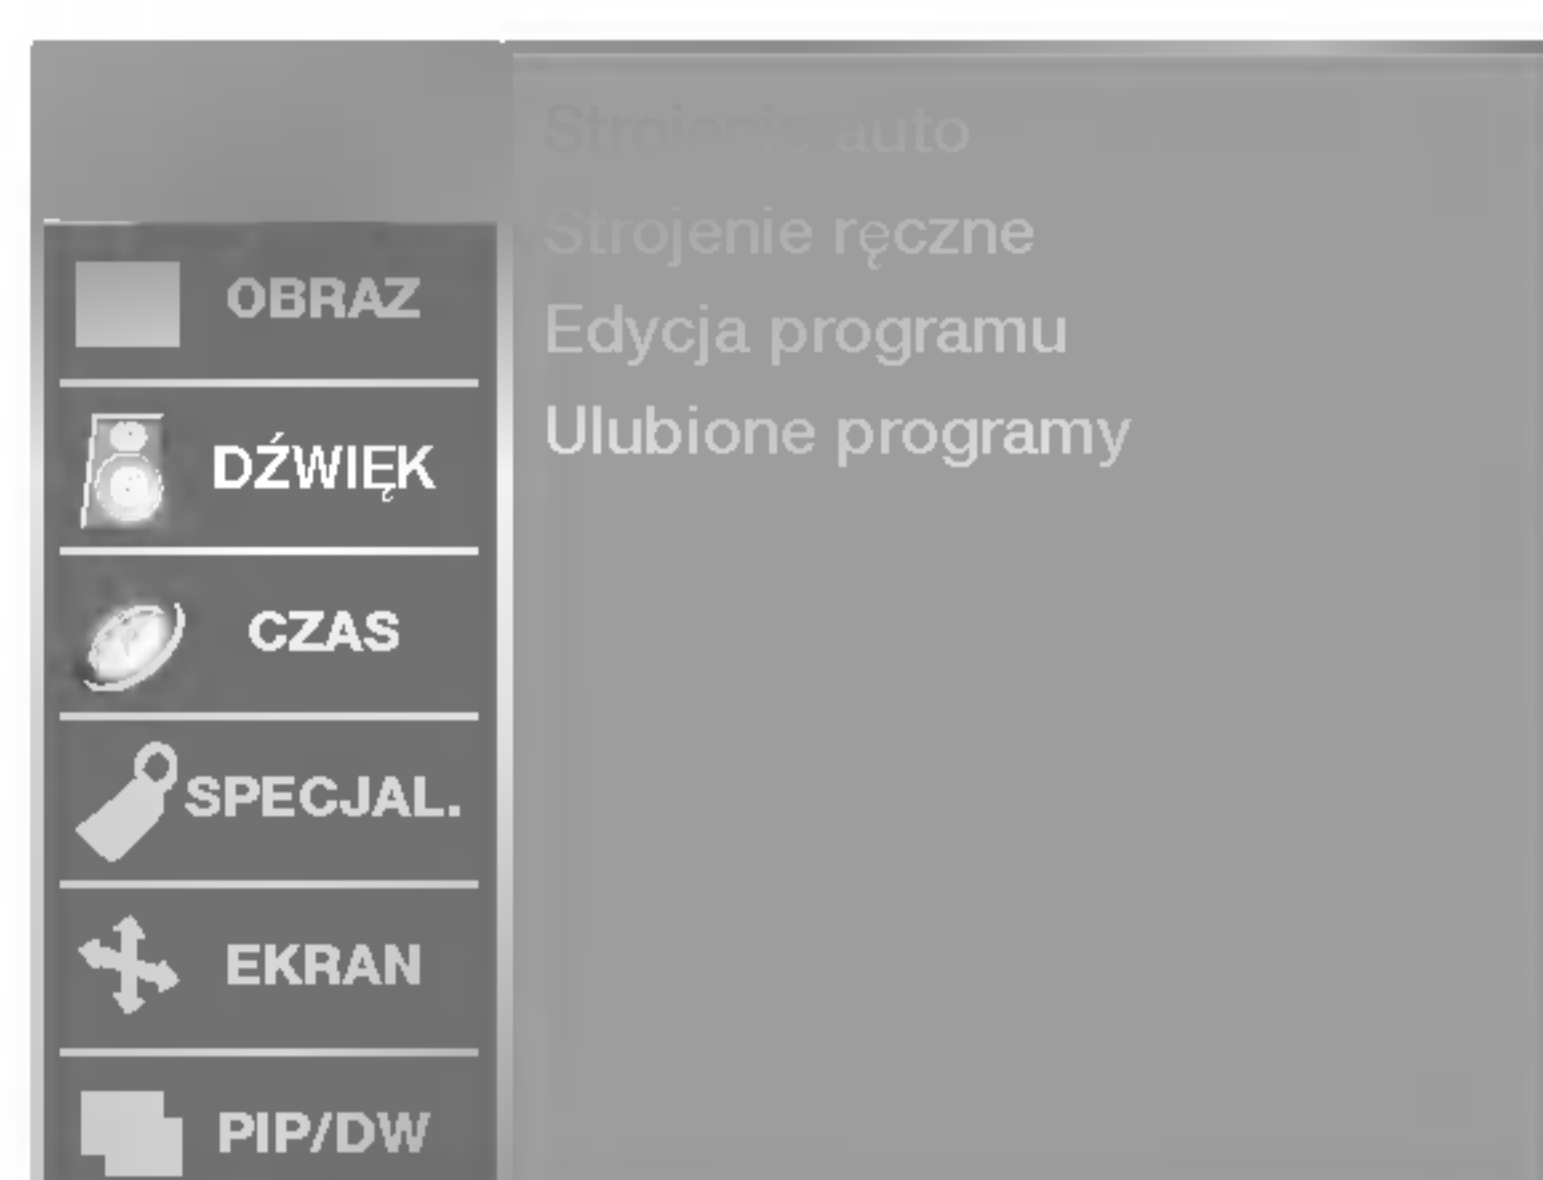 Strojenie auto
Strojenie ręczne
Edycja programu
Ulubione programy
OBRAZ
DŹWIĘK
CZAS
SPECJAL.
EKRAN
PIP/DW